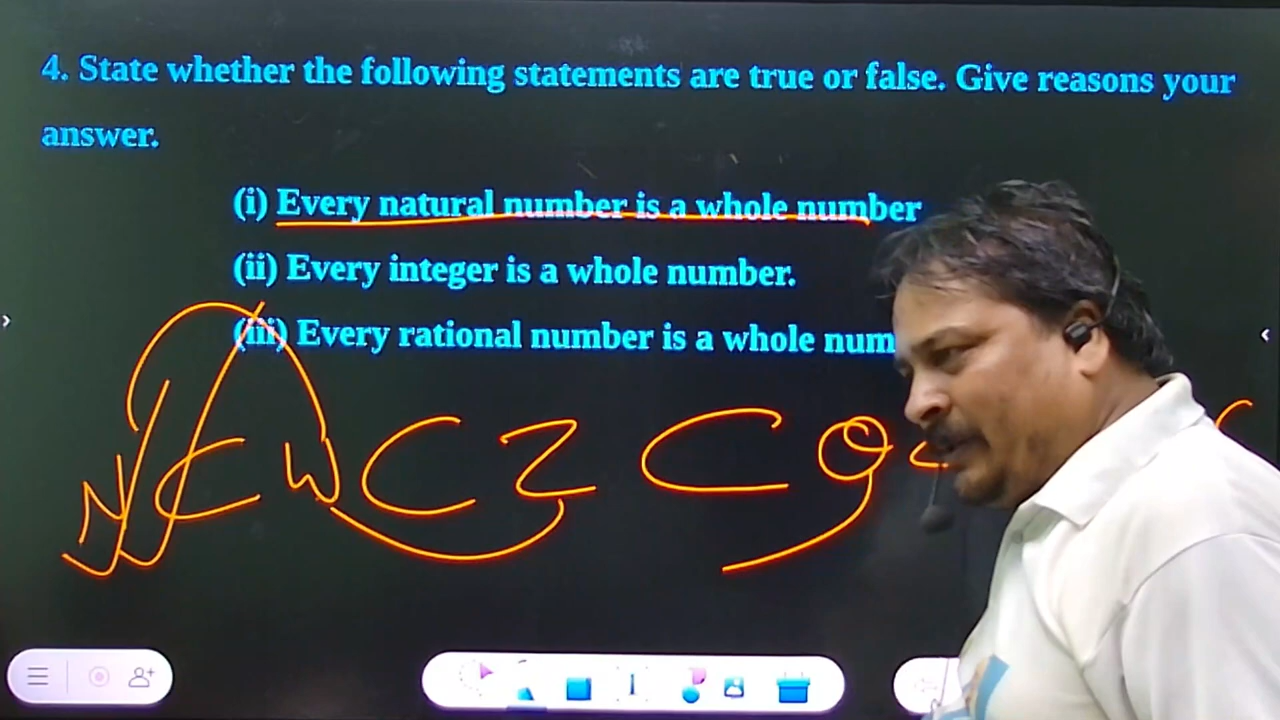 4. State whether the following statements are true or false. Give reasons your
answer.
(i) Every natural number is a whole number
(ii) Every integer is a whole number.
(iii) Every rational number is a whole num
N ⊂ W ⊂ Z ⊂ Q